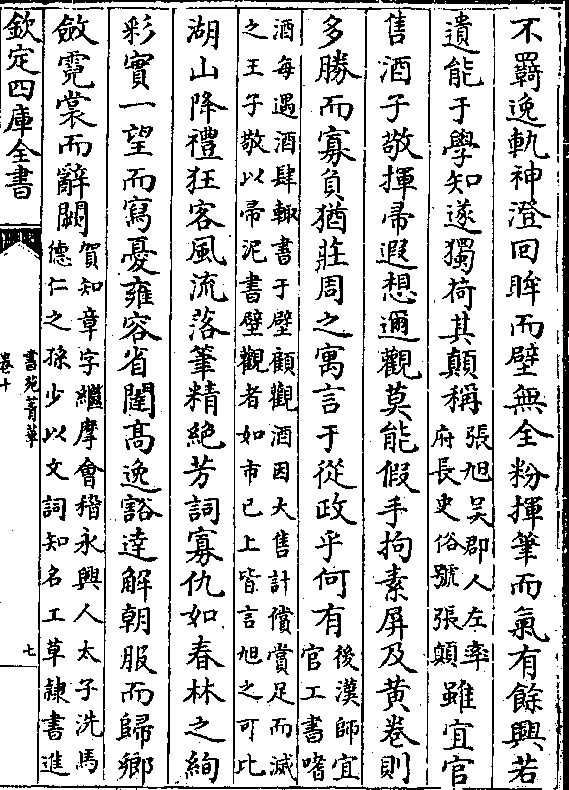 不羇逸軌神澄回眸而壁無全粉揮筆而氣有餘興若
遺能于學知遂獨荷其顛稱
張旭吴郡人左率
府長史俗號張顛
雖宜官
售酒子敬揮帚遐想邇觀莫能假手拘素屏及黄卷則
多勝而寡負猶莊周之寓言于從政乎何有
後漢師宜
官工書嗜
酒每遇酒肆輙書于壁顧觀酒因大售計償賞足而滅
之王子敬以帚泥書壁觀者如市已上皆言旭之可比
湖山降禮狂客風流落筆精絶芳詞寡仇如春林之絢
彩實一望而寫憂雍容省闥高逸豁達解朝服而歸鄉
斂霓裳而辭闕
賀知章字繼摩會稽永興人太子洗馬
德仁之孫少以文詞知名工草隷書進
欽定四庫全書
書苑菁華
卷十
七